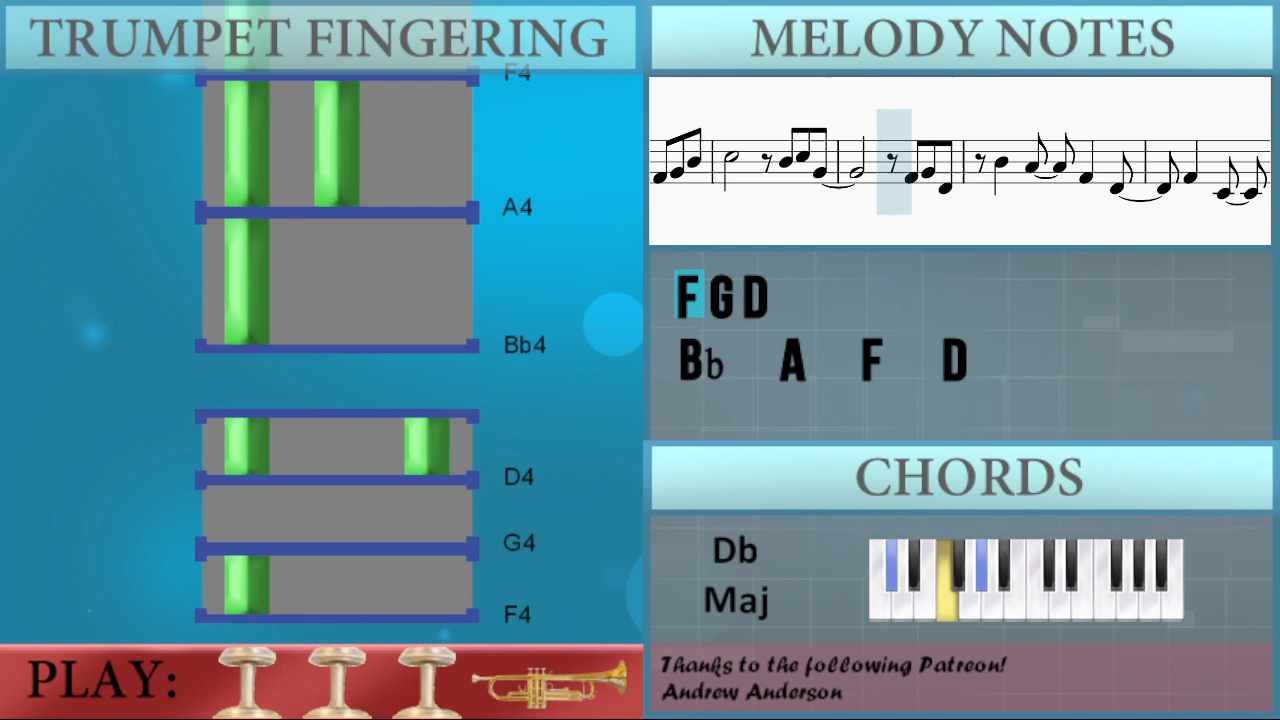 TRUMPET FINGERING
F4
A4
Bb4
D4
G4
F4
PLAY:
MELODY NOTES
F G D
Bb A F D
CHORDS
Db
Maj
Thanks to the following Patreon!
Andrew Anderson